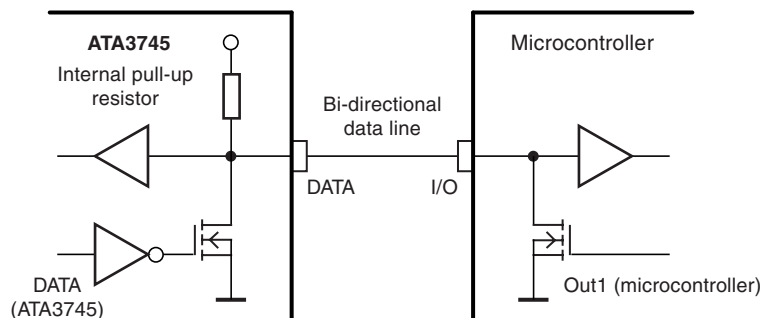 ATA3745
Internal pull-up
resistor
Microcontroller
Bi-directional
data line
DATA
I/O
DATA
(ATA3745)
Out1 (microcontroller)